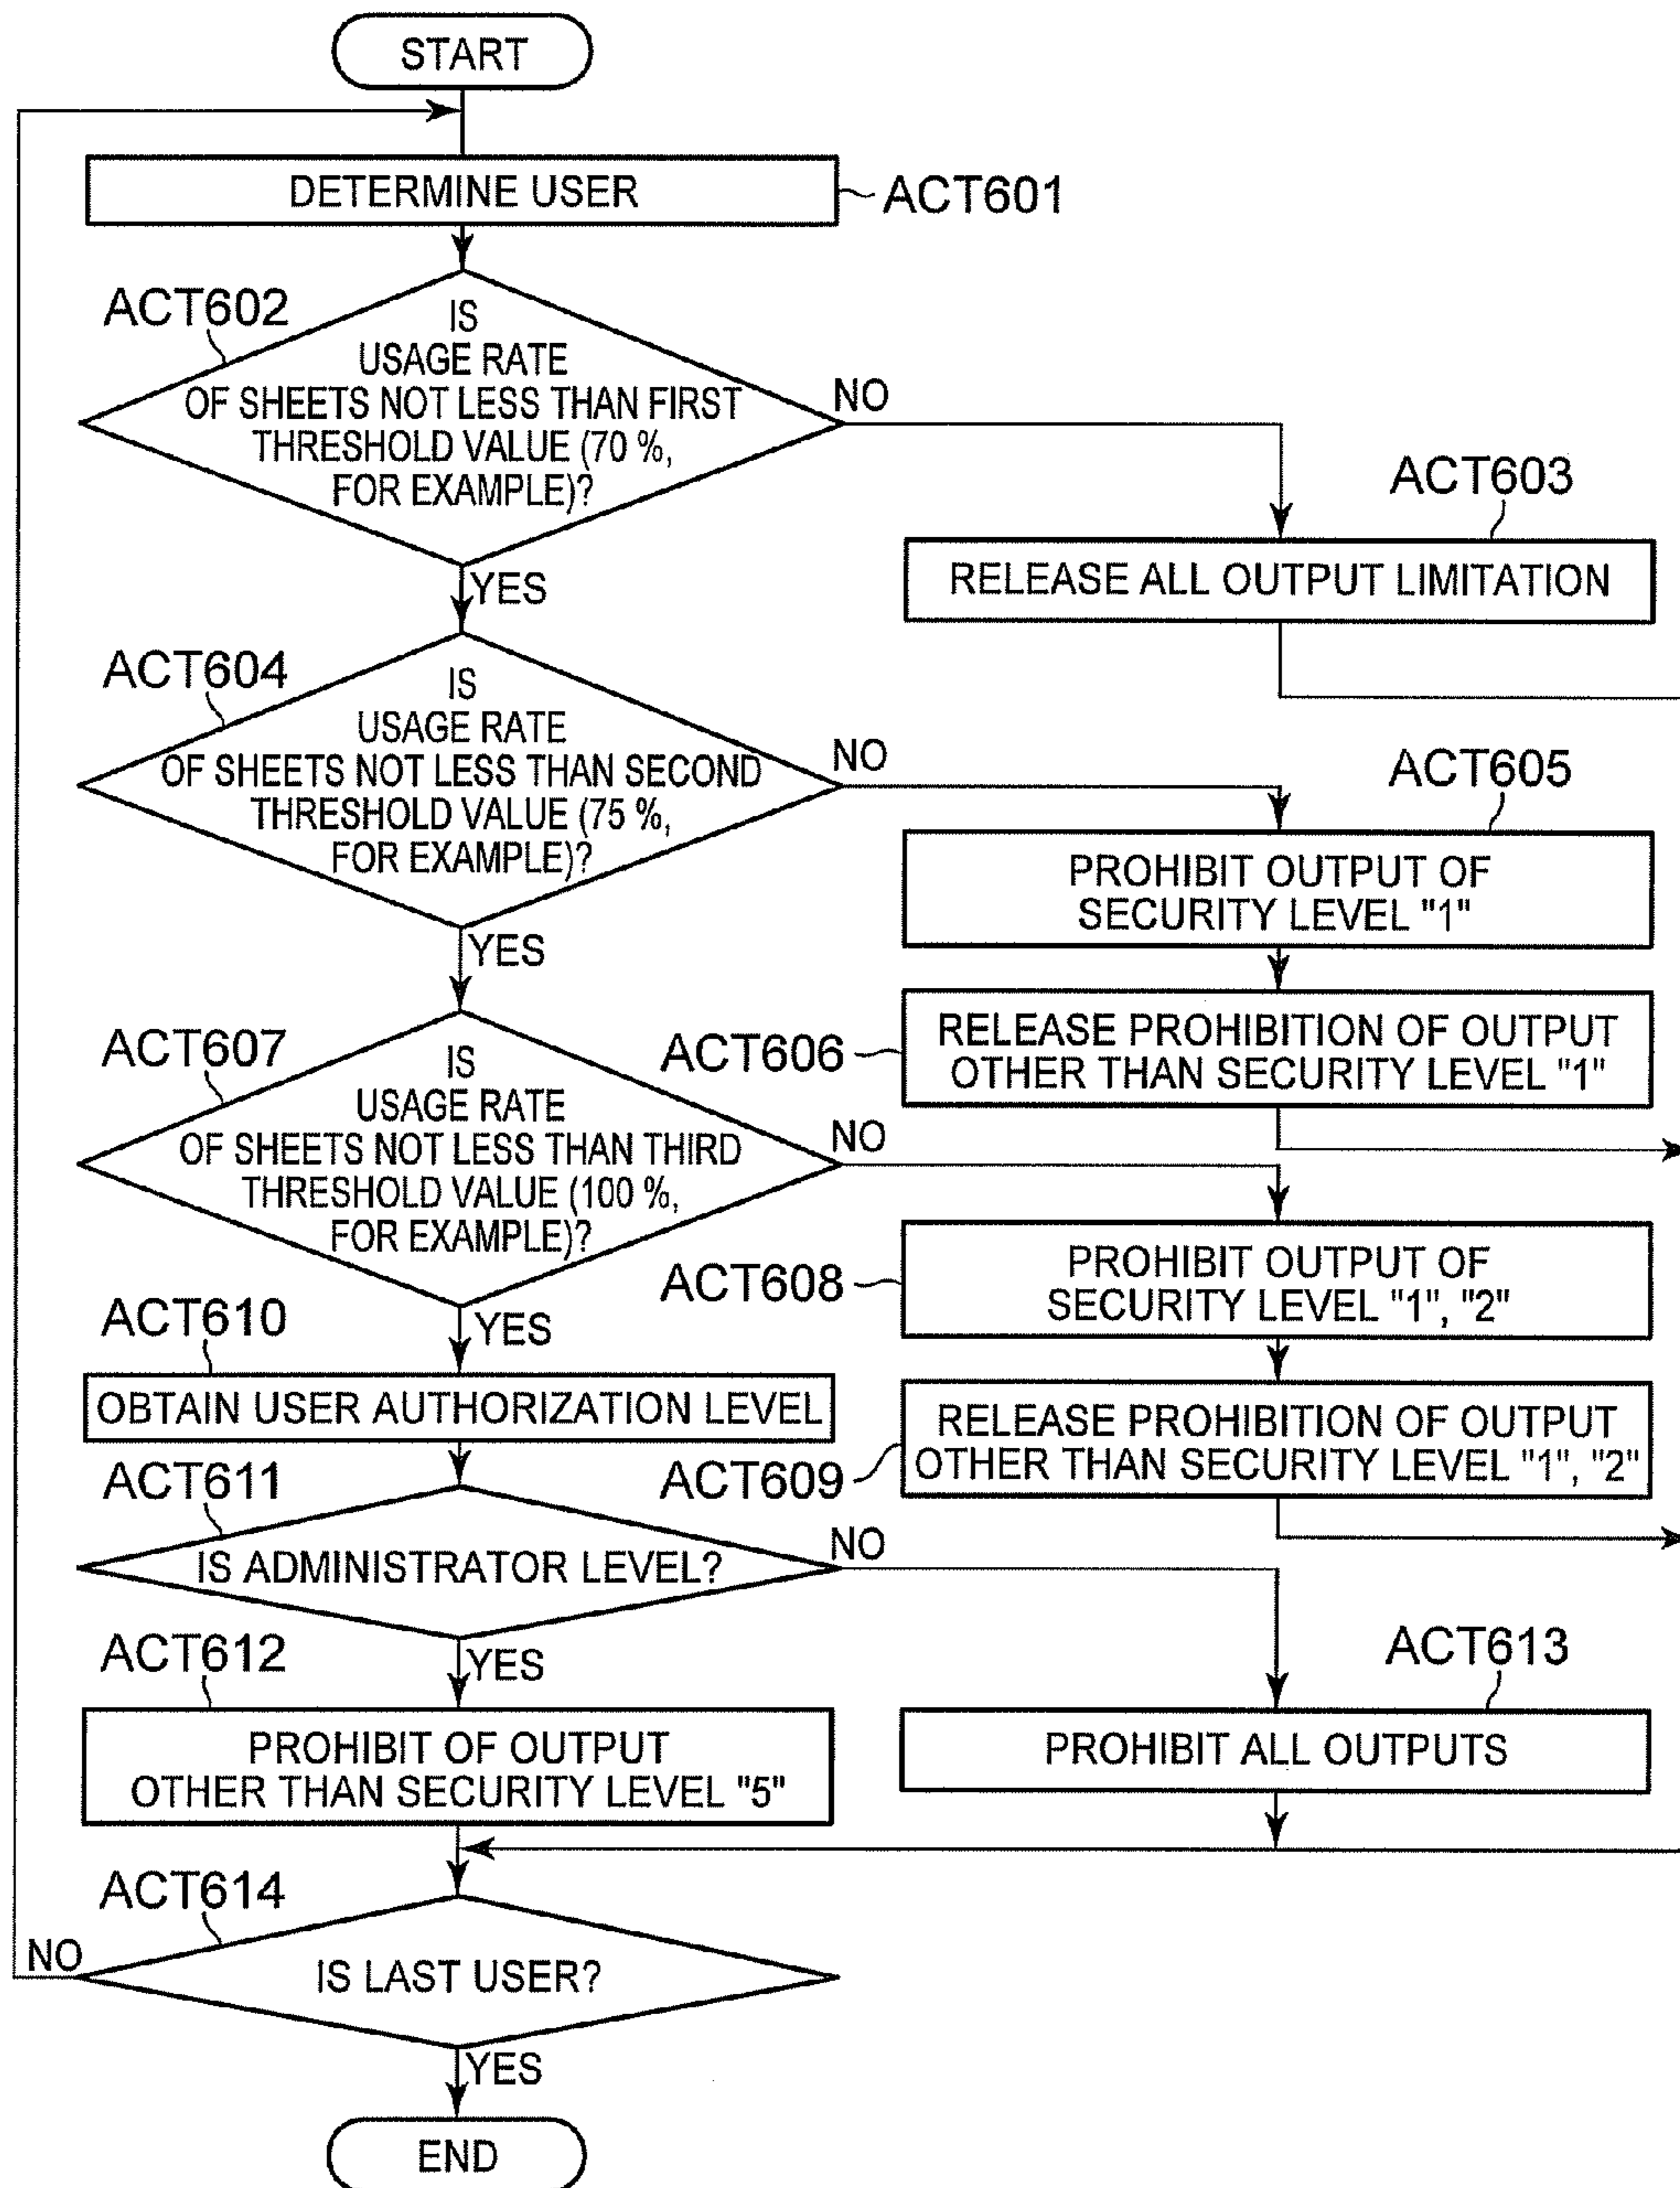 START
DETERMINE USER
ACT601
ACT602
IS
USAGE RATE
OF SHEETS NOT LESS THAN FIRST
THRESHOLD VALUE (70 %,
FOR EXAMPLE)?
NO
YES
ACT603
RELEASE ALL OUTPUT LIMITATION
ACT604
IS
USAGE RATE
OF SHEETS NOT LESS THAN SECOND
THRESHOLD VALUE (75 %,
FOR EXAMPLE)?
NO
YES
ACT605
PROHIBIT OUTPUT OF
SECURITY LEVEL "1"
ACT606
RELEASE PROHIBITION OF OUTPUT
OTHER THAN SECURITY LEVEL "1"
ACT607
IS
USAGE RATE
OF SHEETS NOT LESS THAN THIRD
THRESHOLD VALUE (100 %,
FOR EXAMPLE)?
NO
YES
ACT608
PROHIBIT OUTPUT OF
SECURITY LEVEL "1", "2"
ACT609
RELEASE PROHIBITION OF OUTPUT
OTHER THAN SECURITY LEVEL "1", "2"
ACT610
OBTAIN USER AUTHORIZATION LEVEL
ACT611
IS ADMINISTRATOR LEVEL?
NO
YES
ACT612
PROHIBIT OF OUTPUT
OTHER THAN SECURITY LEVEL "5"
ACT613
PROHIBIT ALL OUTPUTS
ACT614
IS LAST USER?
NO
YES
END